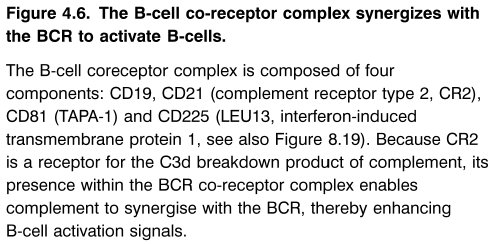 Figure 4.6. The B-cell co-receptor complex synergizes with
the BCR to activate B-cells.
The B-cell coreceptor complex is composed of four
components: CD19, CD21 (complement receptor type 2, CR2),
CD81 (TAPA-1) and CD225 (LEU13, interferon-induced
transmembrane protein 1, see also Figure 8.19). Because CR2
is a receptor for the C3d breakdown product of complement, its
presence within the BCR co-receptor complex enables
complement to synergise with the BCR, thereby enhancing
B-cell activation signals.